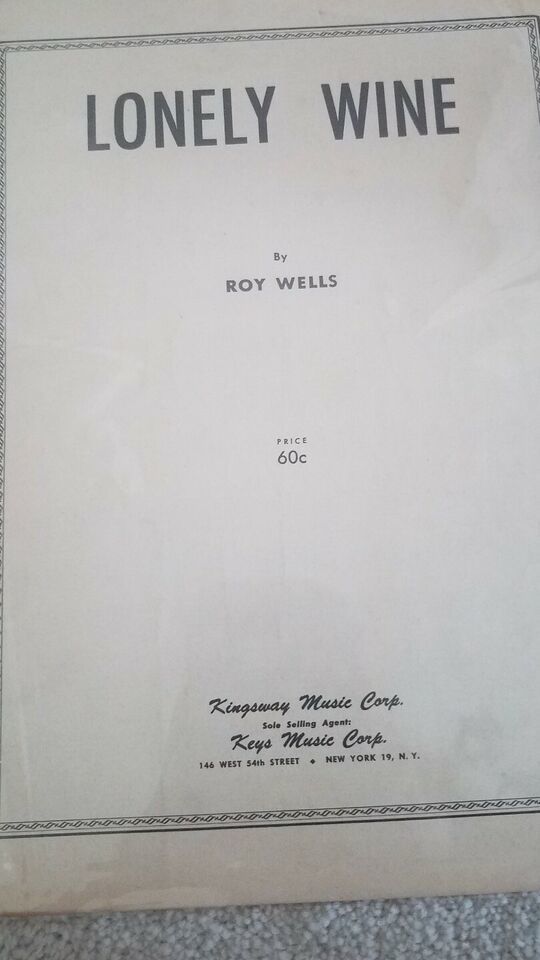 LONELY WINE
By
ROY WELLS
PRICE
60c
Kingsway Music Corp.
Sole Selling Agent:
Keys Music Corp.
146 WEST 54th STREET ◆ NEW YORK 19, N. Y.